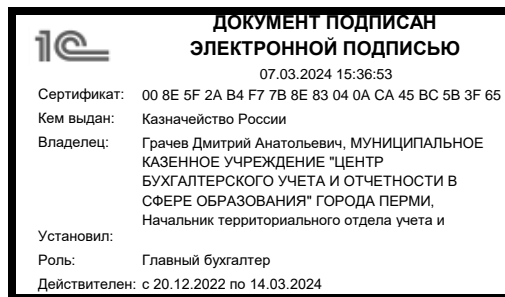 1С
ДОКУМЕНТ ПОДПИСАН
ЭЛЕКТРОННОЙ ПОДПИСЬЮ
07.03.2024 15:36:53
Сертификат: 00 8E 5F 2A B4 F7 7B 8E 83 04 0A CA 45 BC 5B 3F 65
Кем выдан: Казначейство России
Владелец: Грачев Дмитрий Анатольевич, МУНИЦИПАЛЬНОЕ
КАЗЕННОЕ УЧРЕЖДЕНИЕ "ЦЕНТР
БУХГАЛТЕРСКОГО УЧЕТА И ОТЧЕТНОСТИ В
СФЕРЕ ОБРАЗОВАНИЯ" ГОРОДА ПЕРМИ,
Начальник территориального отдела учета и
Установил:
Роль: Главный бухгалтер
Действителен: с 20.12.2022 по 14.03.2024